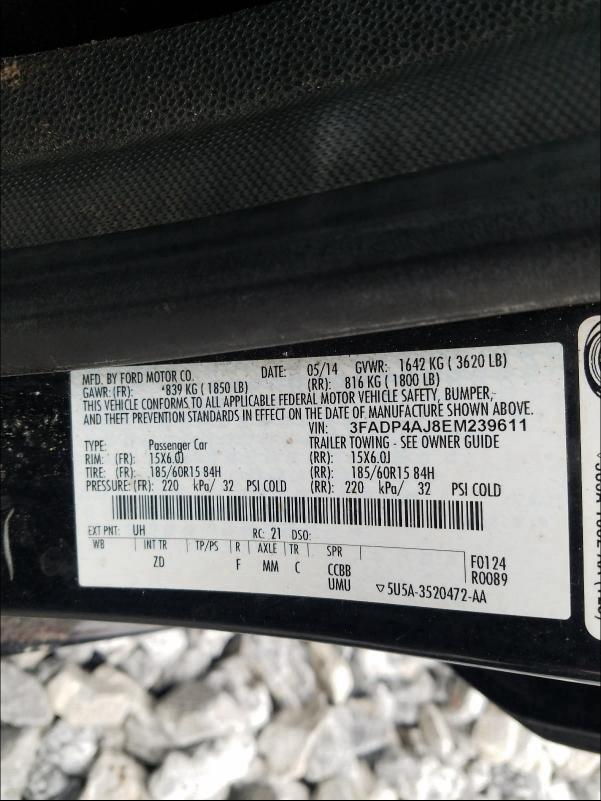 MFD. BY FORD MOTOR CO. DATE: 05/14 GVWR: 1642 KG ( 3620 LB)
GAWR: (FR): *839 KG ( 1850 LB) (RR): 816 KG ( 1800 LB)
THIS VEHICLE CONFORMS TO ALL APPLICABLE FEDERAL MOTOR VEHICLE SAFETY, BUMPER,
AND THEFT PREVENTION STANDARDS IN EFFECT ON THE DATE OF MANUFACTURE SHOWN ABOVE.
VIN: 3FADP4AJ8EM239611
TYPE: Passenger Car TRAILER TOWING - SEE OWNER GUIDE
RIM: (FR): 15X6.0J (RR): 15X6.0J
TIRE: (FR): 185/60R15 84H (RR): 185/60R15 84H
PRESSURE: (FR): 220 kPa/ 32 PSI COLD (RR): 220 kPa/ 32 PSI COLD
EXT PNT: UH RC: 21 DSO:
WB INT TR TP/PS R AXLE TR SPR F0124
ZD F MM C CCBB R0089
UMU ▽5U5A-3520472-AA